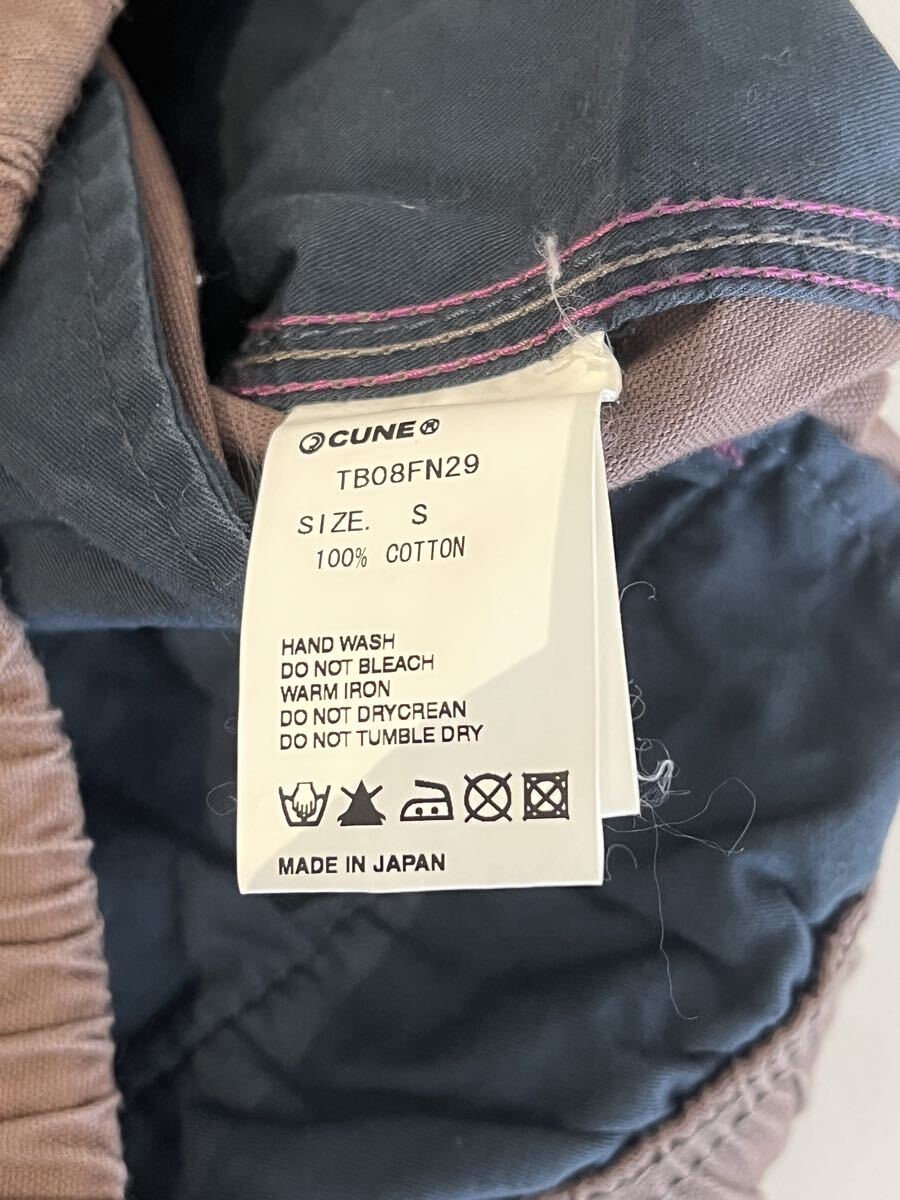 CUNE®
TB08FN29
SIZE. S
100% COTTON
HAND WASH
DO NOT BLEACH
WARM IRON
DO NOT DRYCREAN
DO NOT TUMBLE DRY
MADE IN JAPAN